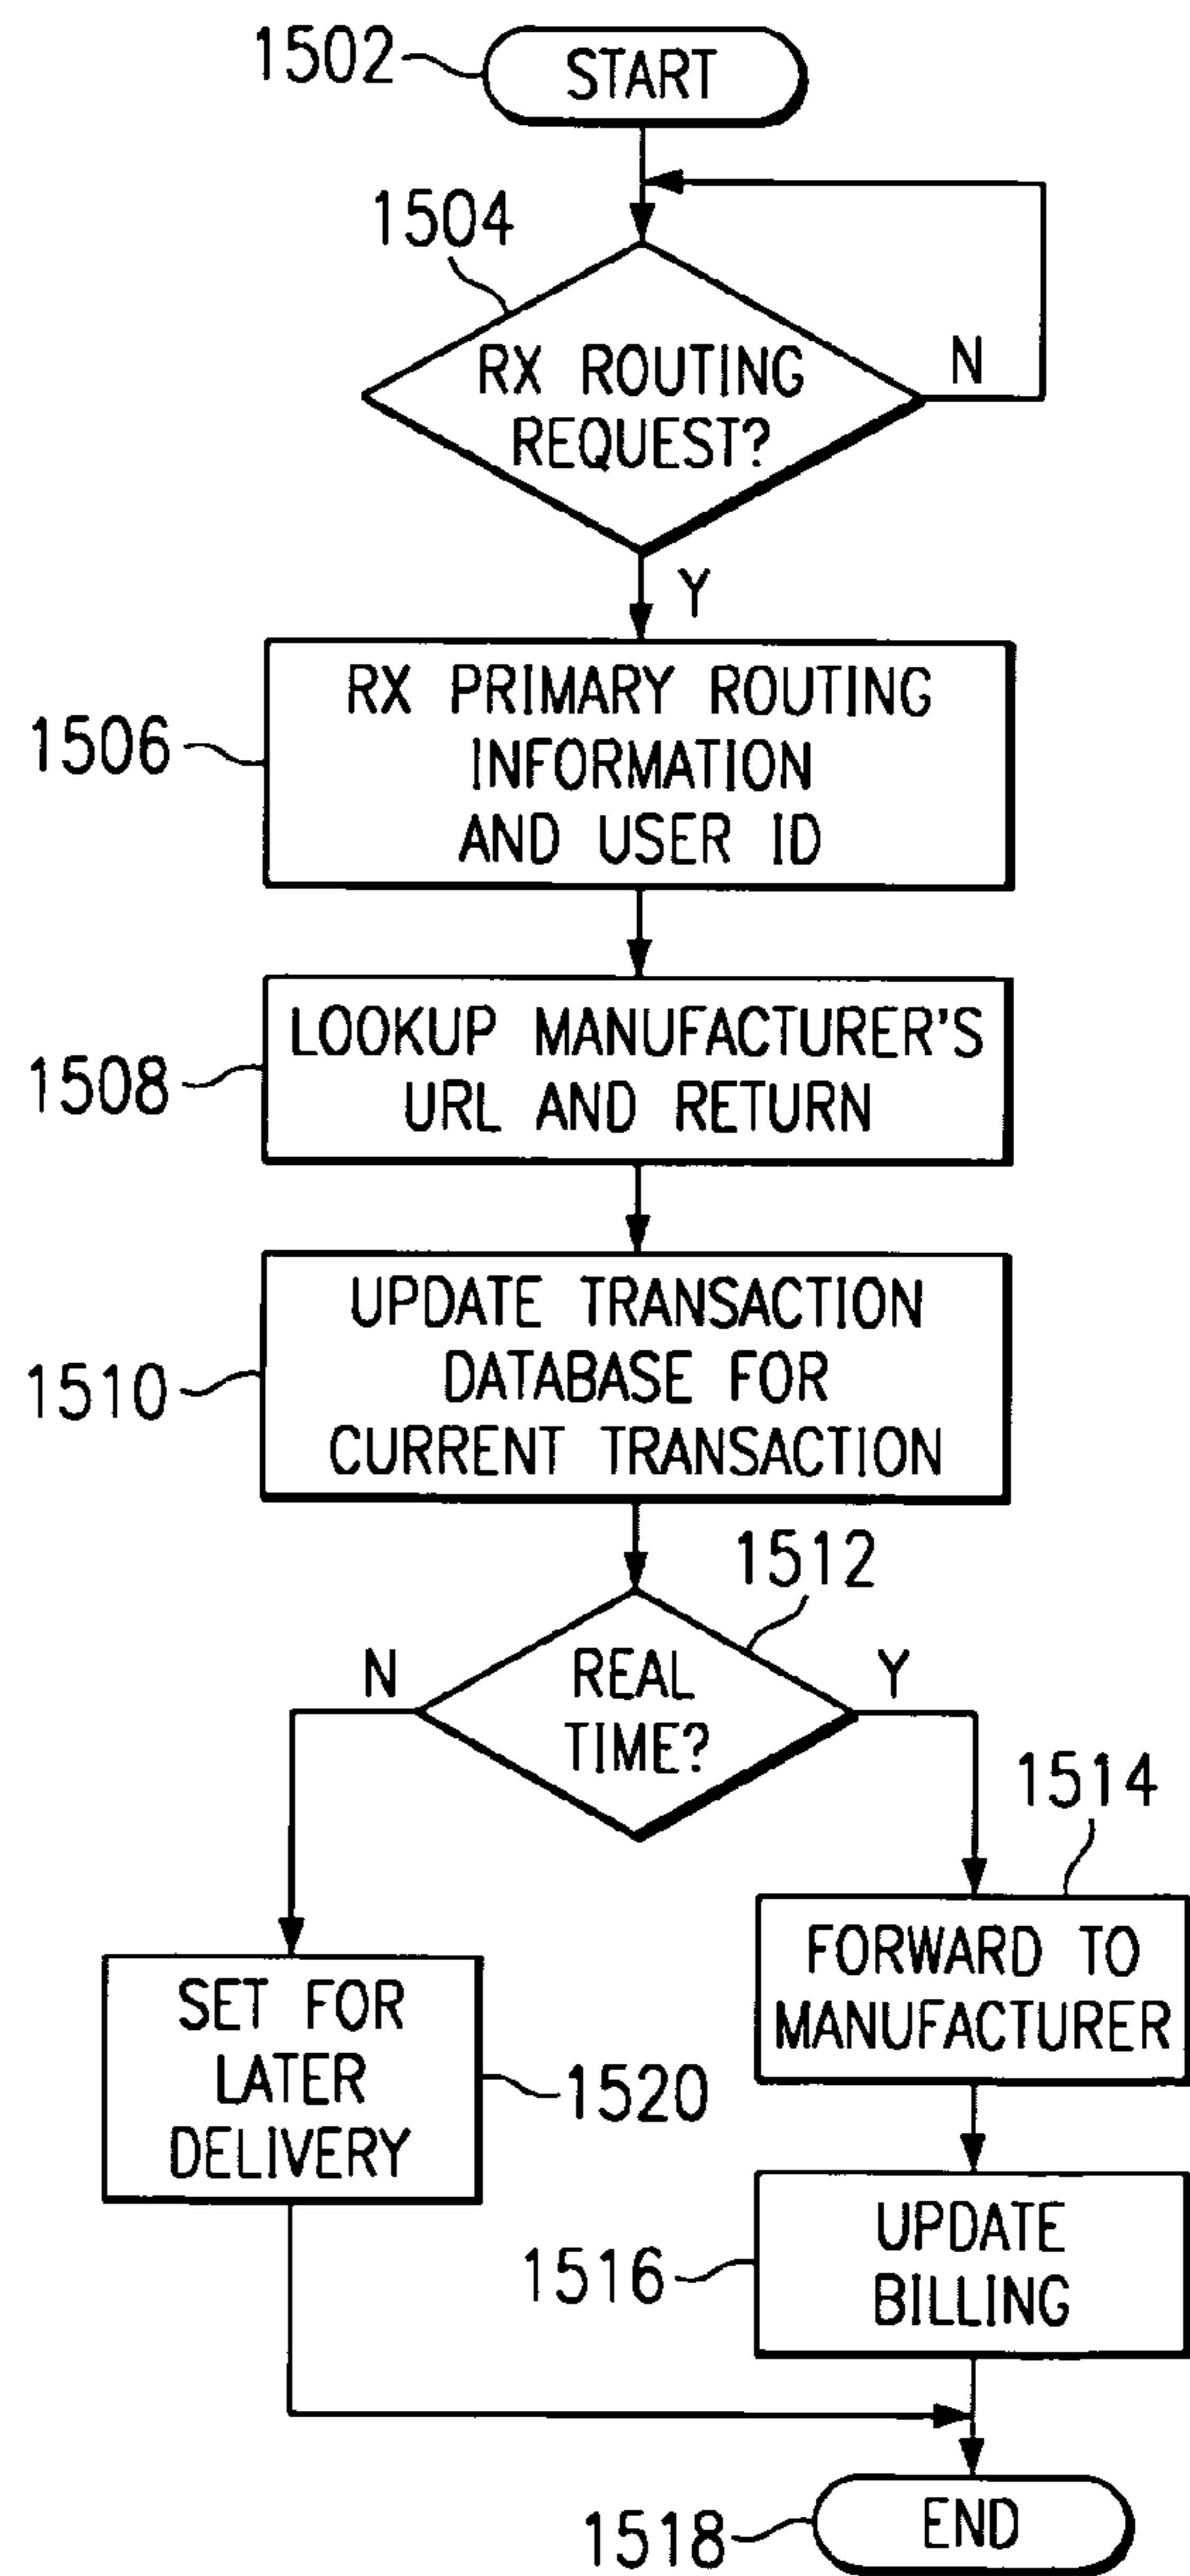 1502
START
1504
RX ROUTING
REQUEST?
N
Y
1506
RX PRIMARY ROUTING
INFORMATION
AND USER ID
1508
LOOKUP MANUFACTURER'S
URL AND RETURN
1510
UPDATE TRANSACTION
DATABASE FOR
CURRENT TRANSACTION
1512
N
REAL
TIME?
Y
1514
FORWARD TO
MANUFACTURER
SET FOR
LATER
DELIVERY
1520
1516
UPDATE
BILLING
1518
END